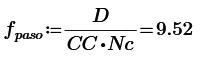 f_paso := D / (CC • Nc) = 9.52